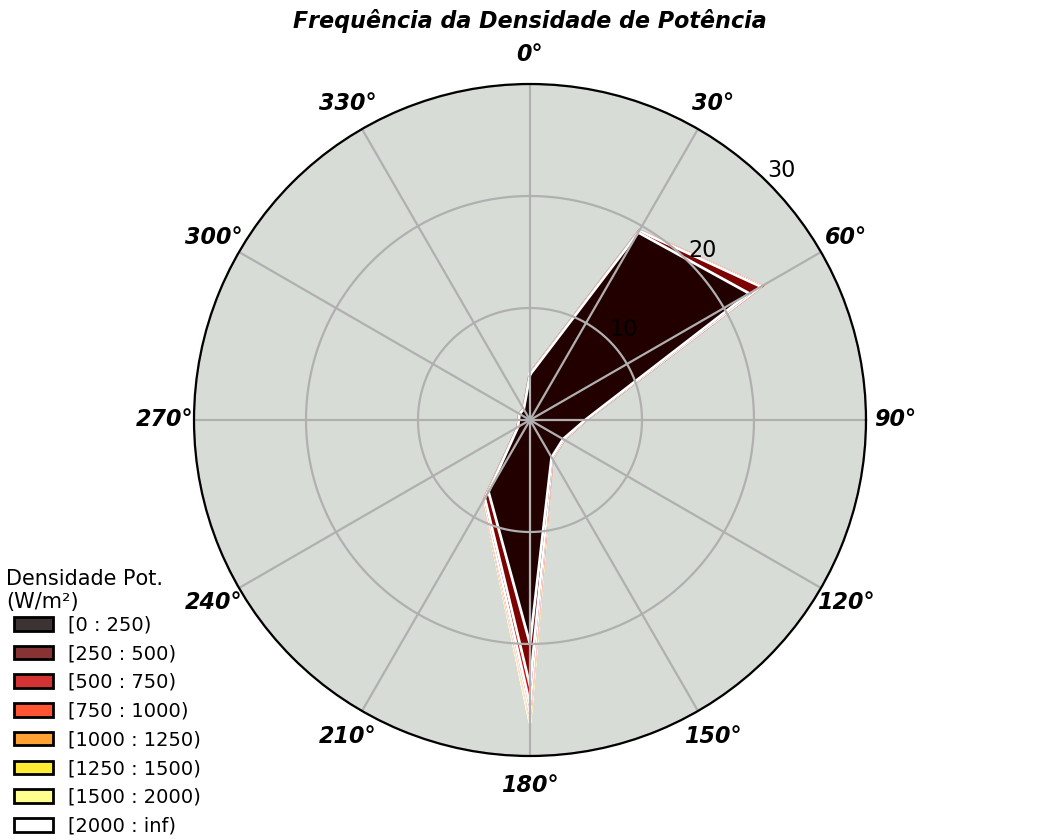 Frequência da Densidade de Potência
0°
330°
30°
30
300°
60°
20
10
270°
90°
240°
120°
210°
150°
180°
Densidade Pot.
(W/m²)
[0 : 250)
[250 : 500)
[500 : 750)
[750 : 1000)
[1000 : 1250)
[1250 : 1500)
[1500 : 2000)
[2000 : inf)